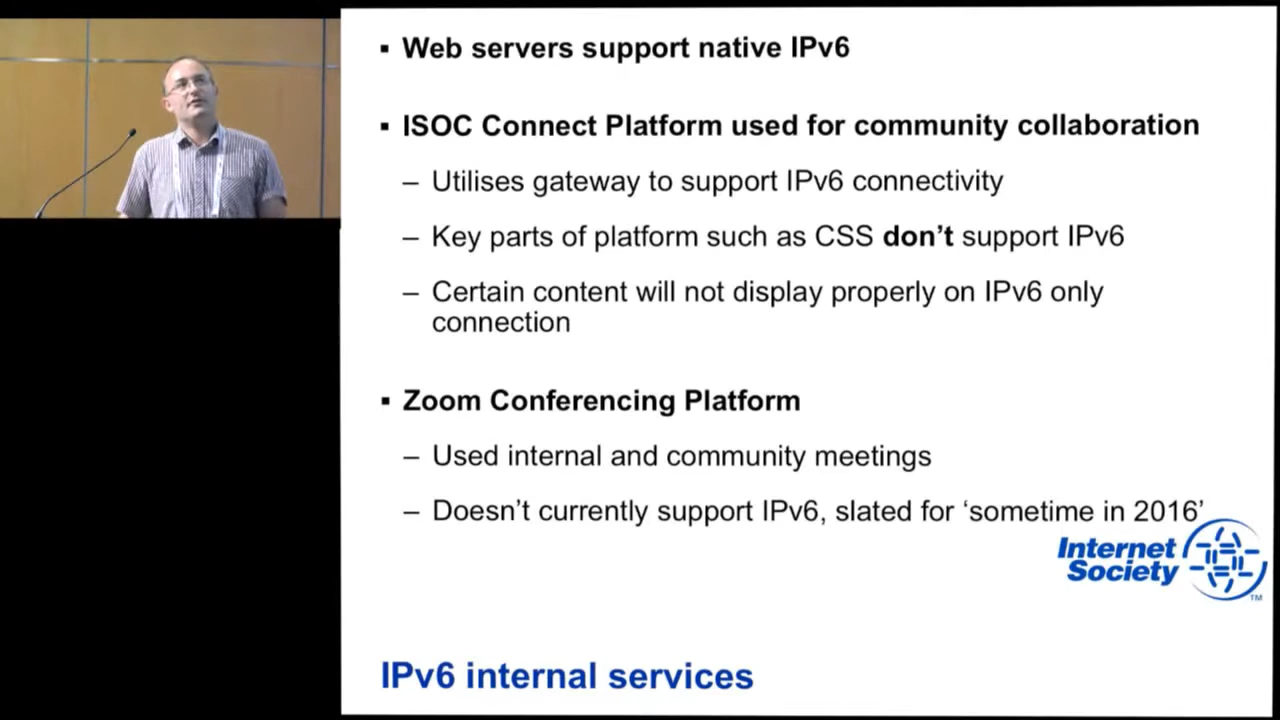 ▪ Web servers support native IPv6
▪ ISOC Connect Platform used for community collaboration
– Utilises gateway to support IPv6 connectivity
– Key parts of platform such as CSS don't support IPv6
– Certain content will not display properly on IPv6 only
connection
▪ Zoom Conferencing Platform
– Used internal and community meetings
– Doesn't currently support IPv6, slated for ‘sometime in 2016’
Internet
Society
TM
IPv6 internal services